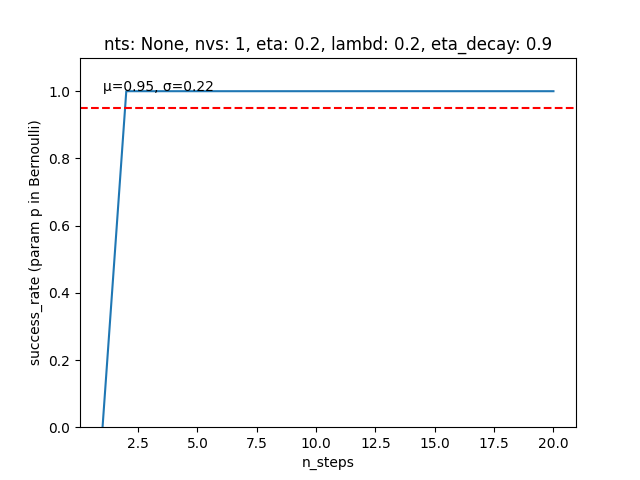 nts: None, nvs: 1, eta: 0.2, lambd: 0.2, eta_decay: 0.9
μ=0.95, σ=0.22
1.0
0.8
0.6
0.4
0.2
0.0
success_rate (param p in Bernoulli)
2.5 5.0 7.5 10.0 12.5 15.0 17.5 20.0
n_steps